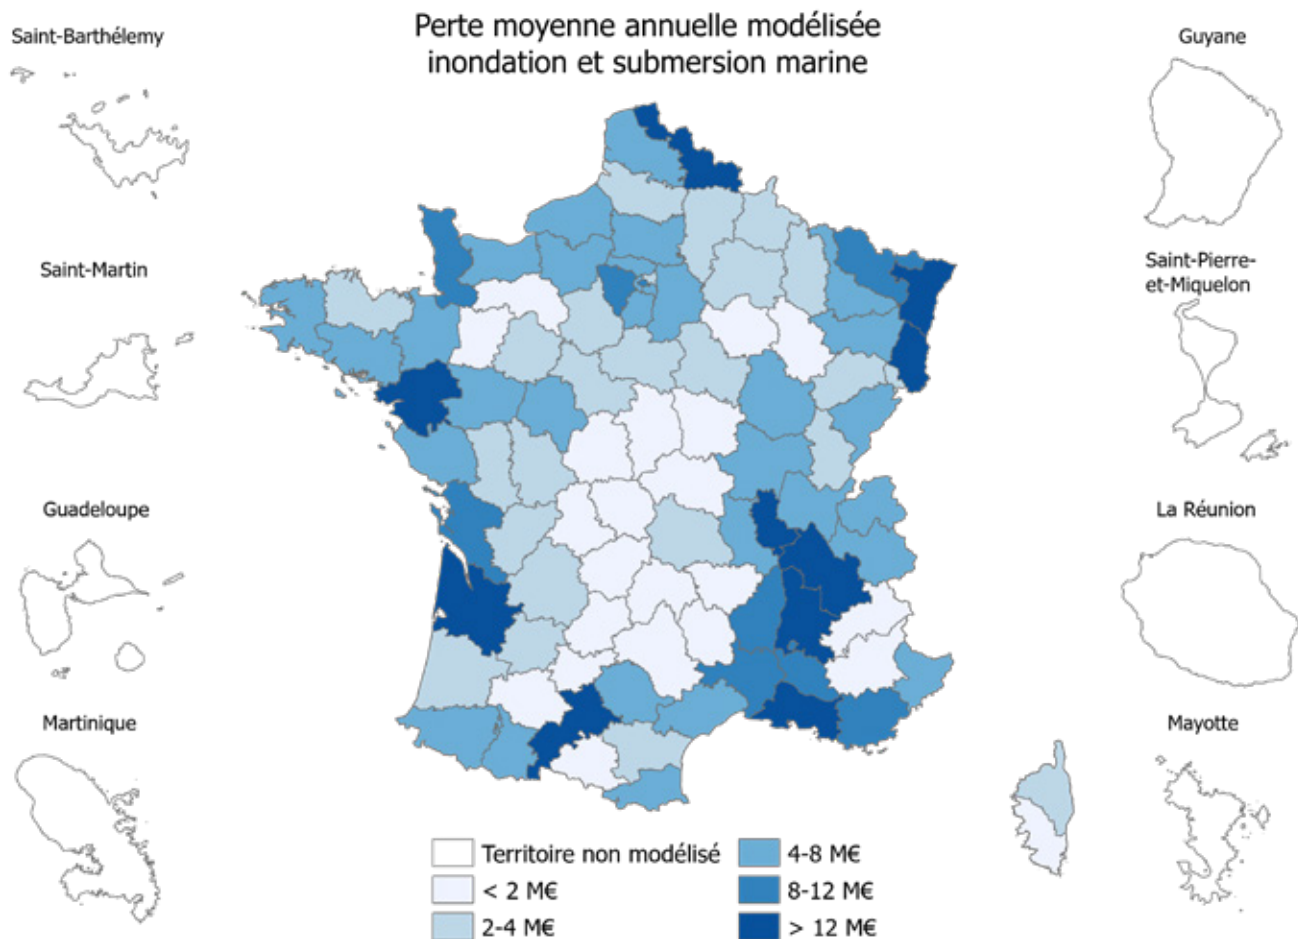 Perte moyenne annuelle modélisée
inondation et submersion marine
Saint-Barthélemy
Saint-Martin
Guadeloupe
Martinique
Guyane
Saint-Pierre-
et-Miquelon
La Réunion
Mayotte
Territoire non modélisé
< 2 M€
2-4 M€
4-8 M€
8-12 M€
> 12 M€